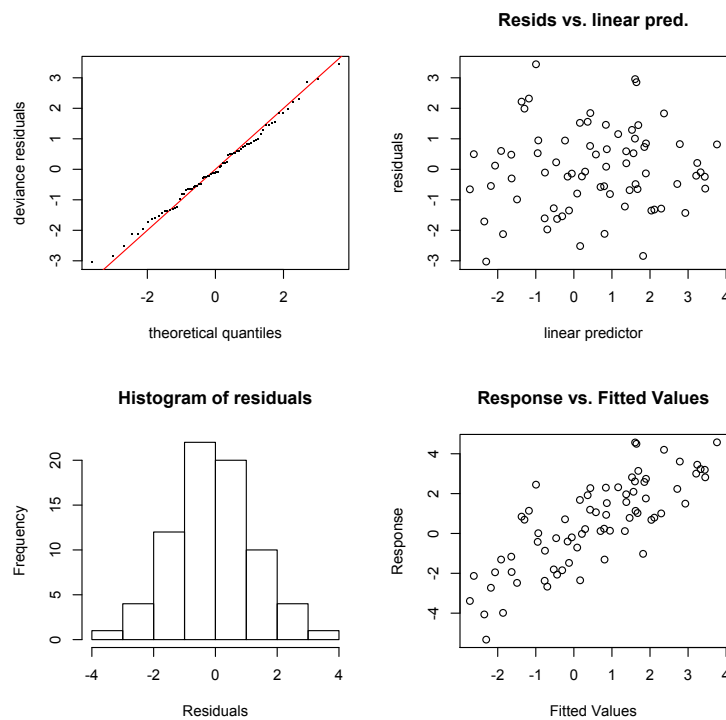 deviance residuals
3
2
1
0
-1
-2
-3
-2 0 2
theoretical quantiles
Resids vs. linear pred.
residuals
3
2
1
0
-1
-2
-3
-2 -1 0 1 2 3 4
linear predictor
Histogram of residuals
Frequency
20
15
10
5
0
-4 -2 0 2 4
Residuals
Response vs. Fitted Values
Response
4
2
0
-2
-4
-2 -1 0 1 2 3 4
Fitted Values